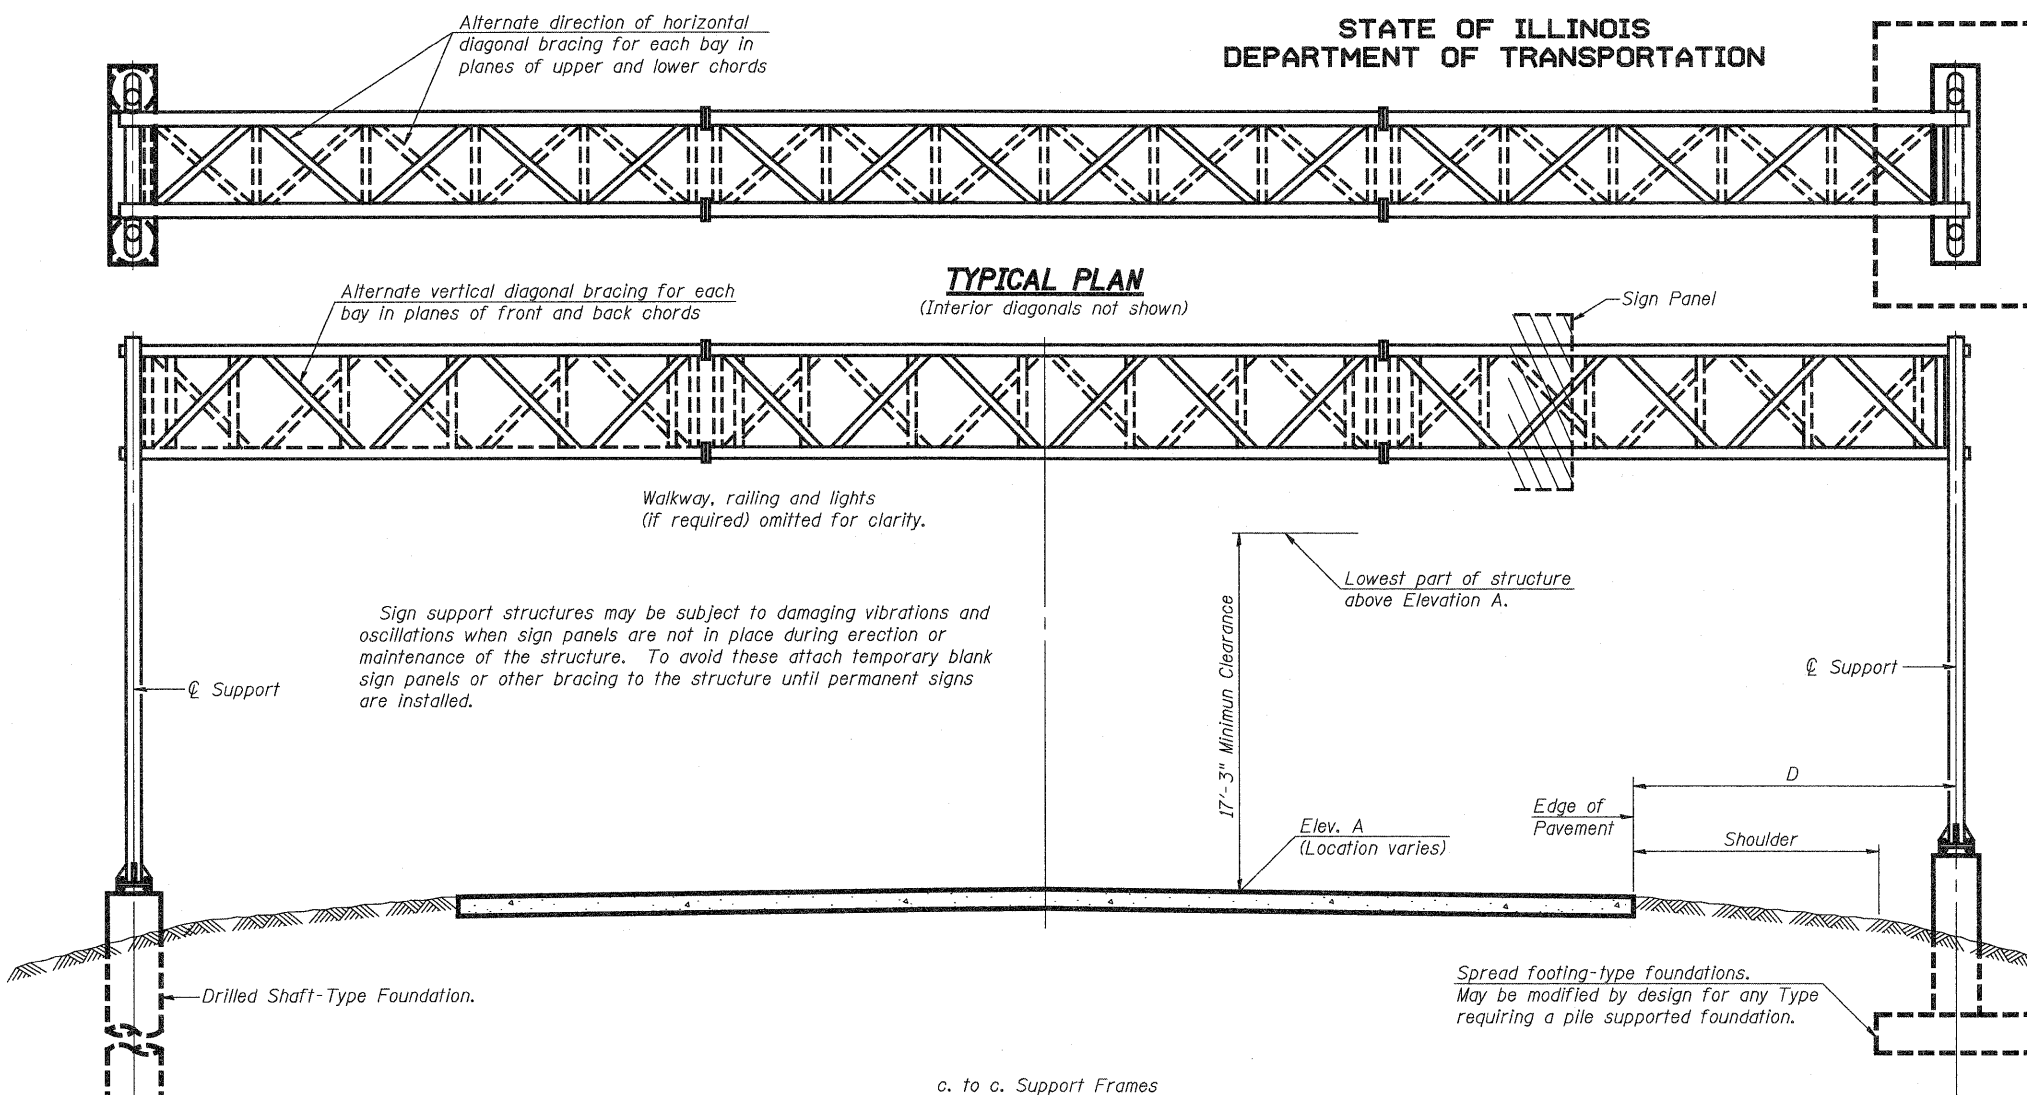 Alternate direction of horizontal
diagonal bracing for each bay in
planes of upper and lower chords
STATE OF ILLINOIS
DEPARTMENT OF TRANSPORTATION
TYPICAL PLAN
(Interior diagonals not shown)
Alternate vertical diagonal bracing for each
bay in planes of front and back chords
Sign Panel
Walkway, railing and lights
(if required) omitted for clarity.
Lowest part of structure
above Elevation A.
Sign support structures may be subject to damaging vibrations and
oscillations when sign panels are not in place during erection or
maintenance of the structure. To avoid these attach temporary blank
sign panels or other bracing to the structure until permanent signs
are installed.
17'-3" Minimun Clearance
℄ Support
℄ Support
D
Edge of
Pavement
Shoulder
Elev. A
(Location varies)
Drilled Shaft-Type Foundation.
Spread footing-type foundations.
May be modified by design for any Type
requiring a pile supported foundation.
c. to c. Support Frames